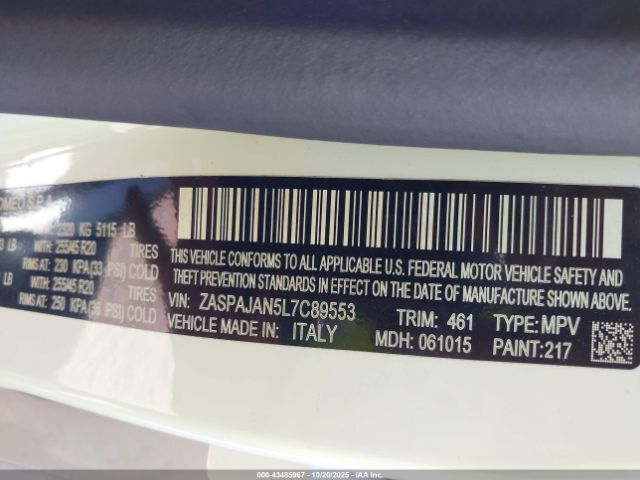 OMEO S.P.A.
2320 KG 5115 LB
WITH: 255/45 R20 TIRES
RIMS AT: 230 KPA (33 PSI) COLD
LB
WITH: 255/45 R20 TIRES
RIMS AT: 250 KPA (36 PSI) COLD
THIS VEHICLE CONFORMS TO ALL APPLICABLE U.S. FEDERAL MOTOR VEHICLE SAFETY AND
THEFT PREVENTION STANDARDS IN EFFECT ON THE DATE OF MANUFACTURE SHOWN ABOVE.
VIN: ZASPAJAN5L7C89553 TRIM: 461 TYPE: MPV
VEHICLE MADE IN: ITALY MDH: 061015 PAINT: 217
000-43485967 - 10/20/2025 - IAA Inc.